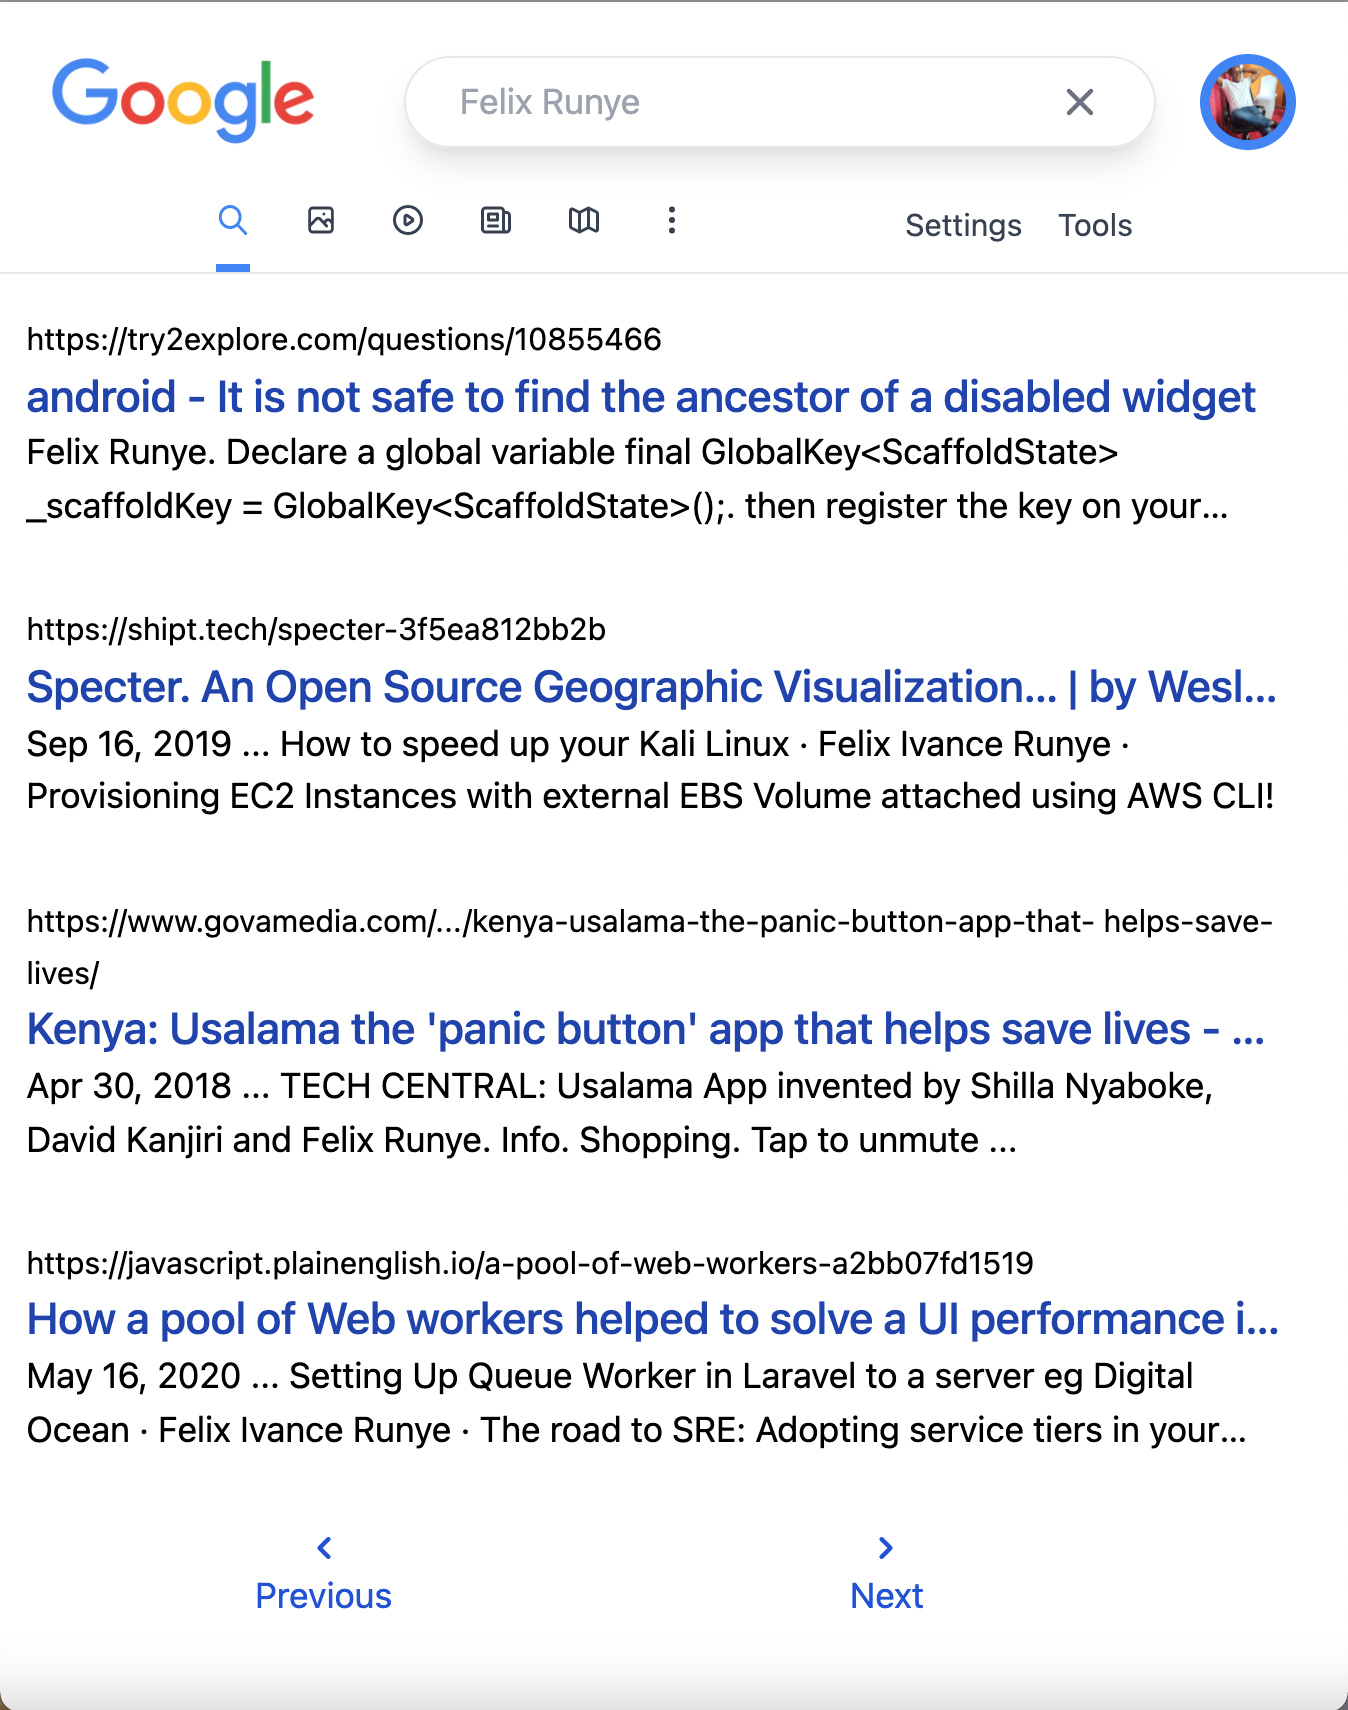 Google
Felix Runye
Settings Tools
https://try2explore.com/questions/10855466
android - It is not safe to find the ancestor of a disabled widget
Felix Runye. Declare a global variable final GlobalKey<ScaffoldState>
_scaffoldKey = GlobalKey<ScaffoldState>();. then register the key on your...
https://shipt.tech/specter-3f5ea812bb2b
Specter. An Open Source Geographic Visualization... | by Wesl...
Sep 16, 2019 ... How to speed up your Kali Linux · Felix Ivance Runye ·
Provisioning EC2 Instances with external EBS Volume attached using AWS CLI!
https://www.govamedia.com/.../kenya-usalama-the-panic-button-app-that- helps-save-
lives/
Kenya: Usalama the 'panic button' app that helps save lives - ...
Apr 30, 2018 ... TECH CENTRAL: Usalama App invented by Shilla Nyaboke,
David Kanjiri and Felix Runye. Info. Shopping. Tap to unmute ...
https://javascript.plainenglish.io/a-pool-of-web-workers-a2bb07fd1519
How a pool of Web workers helped to solve a UI performance i...
May 16, 2020 ... Setting Up Queue Worker in Laravel to a server eg Digital
Ocean · Felix Ivance Runye · The road to SRE: Adopting service tiers in your...
Previous Next